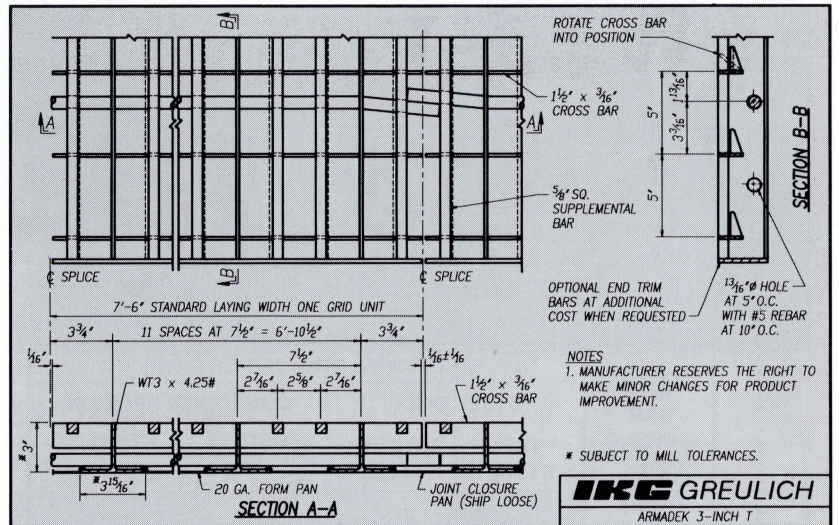 B
ROTATE CROSS BAR
INTO POSITION
1½" x 3/16"
CROSS BAR
A
A
5/8" SQ.
SUPPLEMENTAL
BAR
B
5"
5"
1 13/16"
3 3/16"
SECTION B-B
℄ SPLICE
℄ SPLICE
7'-6" STANDARD LAYING WIDTH ONE GRID UNIT
3¾"
11 SPACES AT 7½" = 6'-10½"
3¾"
OPTIONAL END TRIM
BARS AT ADDITIONAL
COST WHEN REQUESTED
13/16"ø HOLE
AT 5" O.C.
WITH #5 REBAR
AT 10" O.C.
1/16"
7½"
1/16±1/16
WT3 x 4.25#
2 7/16"
2 5/8"
2 7/16"
1½" x 3/16"
CROSS BAR
NOTES
1. MANUFACTURER RESERVES THE RIGHT TO
MAKE MINOR CHANGES FOR PRODUCT
IMPROVEMENT.
* 3"
* 3 15/16"
20 GA. FORM PAN
JOINT CLOSURE
PAN (SHIP LOOSE)
SECTION A-A
* SUBJECT TO MILL TOLERANCES.
IKG GREULICH
ARMADEK 3-INCH T